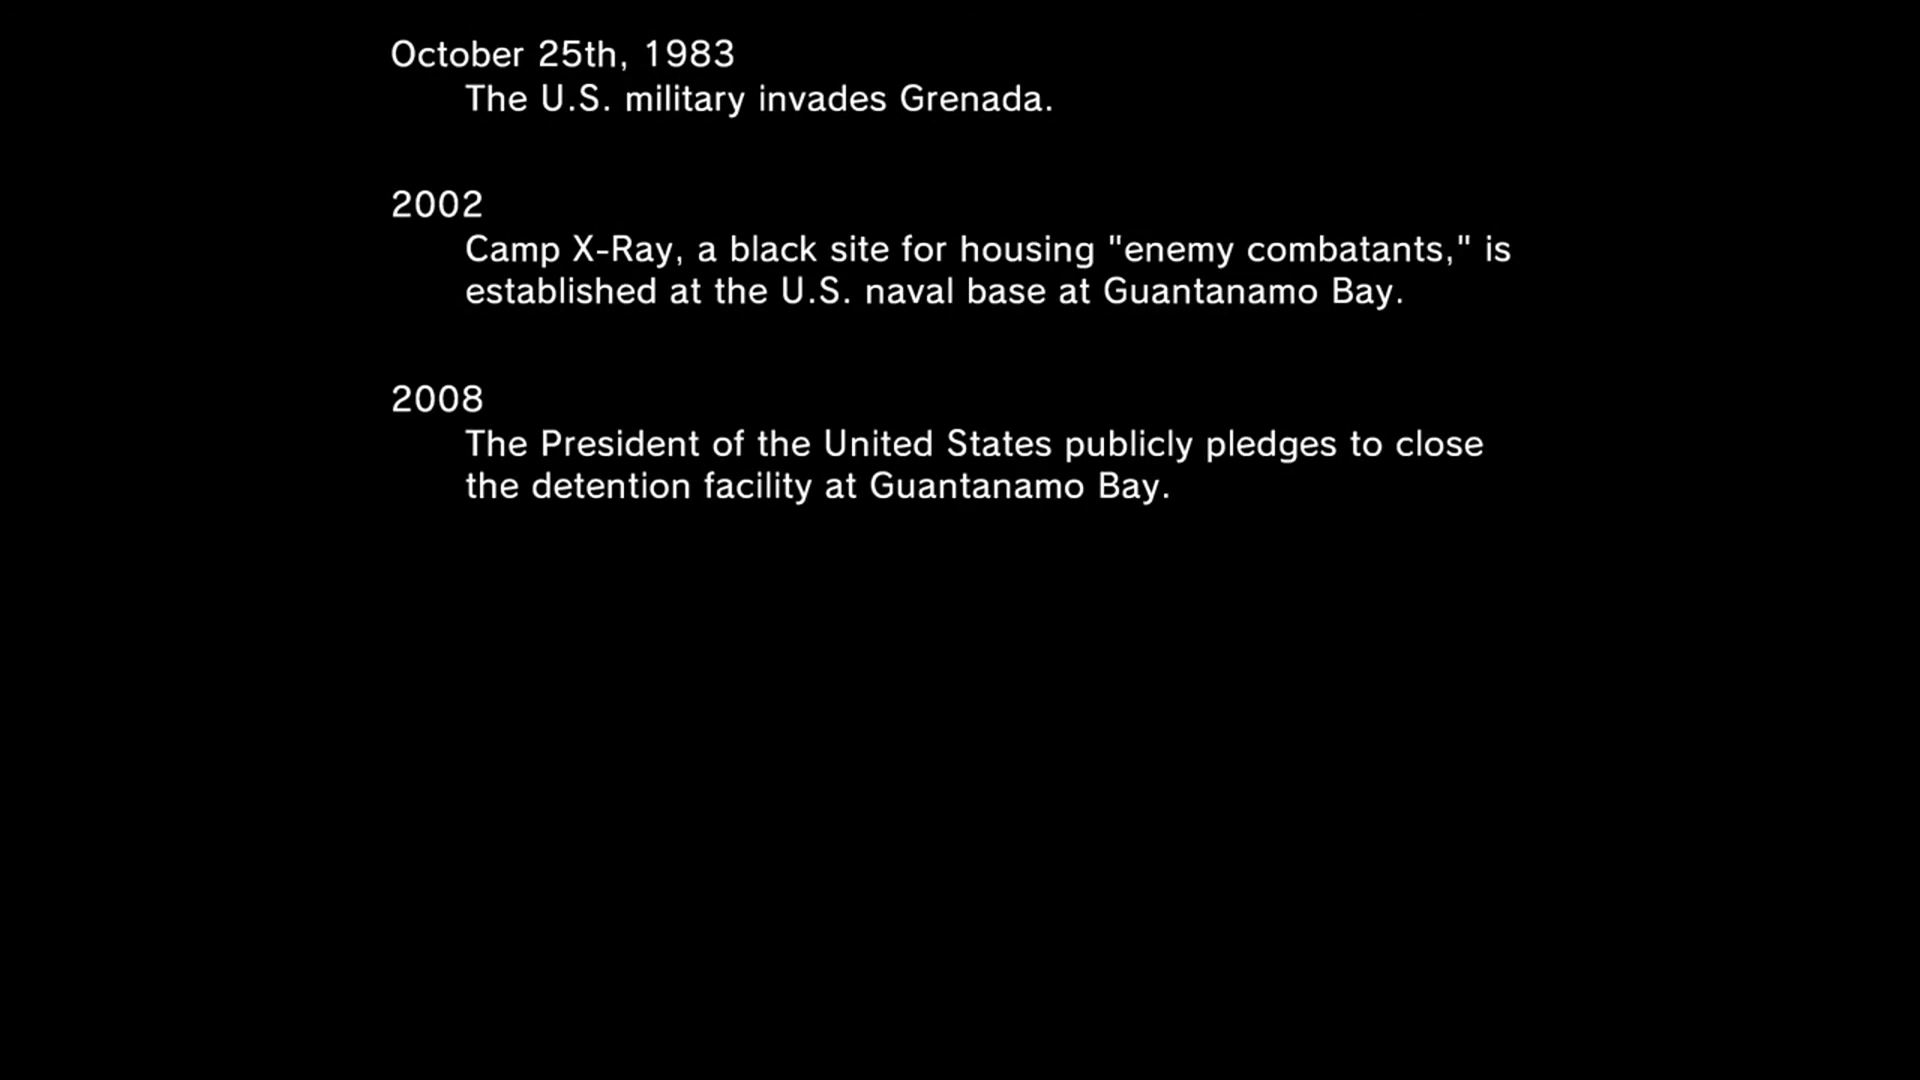 October 25th, 1983
The U.S. military invades Grenada.
2002
Camp X-Ray, a black site for housing "enemy combatants," is
established at the U.S. naval base at Guantanamo Bay.
2008
The President of the United States publicly pledges to close
the detention facility at Guantanamo Bay.